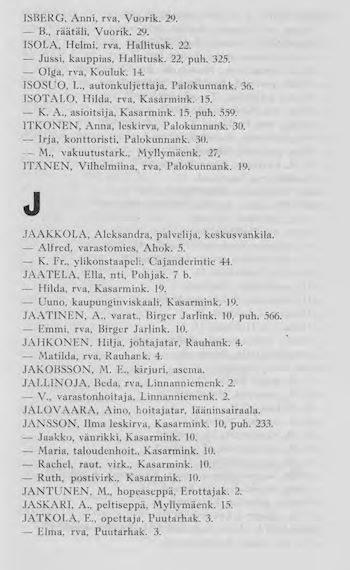 ISBERG, Anni, rva, Vuorik. 29.
— B., räätäli, Vuorik. 29.
ISOLA, Helmi, rva, Hallitusk. 22.
— Jussi, kauppias, Hallitusk. 22, puh. 325.
— Olga, rva, Kouluk. 14.
ISOSUO, L., autonkuljettaja, Palokunnank. 36.
ISOTALO, Hilda, rva, Kasarmink. 15.
— K. A., asioitsija, Kasarmink. 15, puh. 559.
ITKONEN, Anna, leskirva, Palokunnank. 30.
— Irja, konttoristi, Palokunnank. 30.
— M., vakuutustark., Myllymäenk. 27,
ITÄNEN, Vilhelmiina, rva, Palokunnank. 19.
J
JAAKKOLA, Aleksandra, palvelija, keskusvankila.
— Alfred, varastomies, Ahok. 5.
— K. Fr., ylikonstaapeli, Cajanderintie 44.
JAATELA, Ella, nti, Pohjak. 7 b.
— Hilda, rva, Kasarmink. 19.
— Uuno, kaupunginviskaali, Kasarmink. 19.
JAATINEN, A., varat., Birger Jarlink. 10, puh. 566.
— Emmi, rva, Birger Jarlink. 10.
JAHKONEN, Hilja, johtajatar, Rauhank. 4.
— Matilda, rva, Rauhank. 4.
JAKOBSSON, M. E., kirjuri, asema.
JALLINOJA, Beda, rva, Linnanniemenk. 2.
— V., varastonhoitaja, Linnanniemenk. 2.
JALOVAARA, Aino, hoitajatar, lääninsairaala.
JANSSON, Ilma leskirva, Kasarmink. 10, puh. 233.
— Jaakko, vänrikki, Kasarmink. 10.
— Maria, taloudenhoit., Kasarmink. 10.
— Rachel, raut. virk., Kasarmink. 10.
— Ruth, postivirk., Kasarmink. 10.
JANTUNEN, M., hopeaseppä, Erottajak. 2.
JASKARI, A., peltiseppä, Myllymäenk. 15.
JATKOLA, E., opettaja, Puutarhak. 3.
— Elma, rva, Puutarhak. 3.